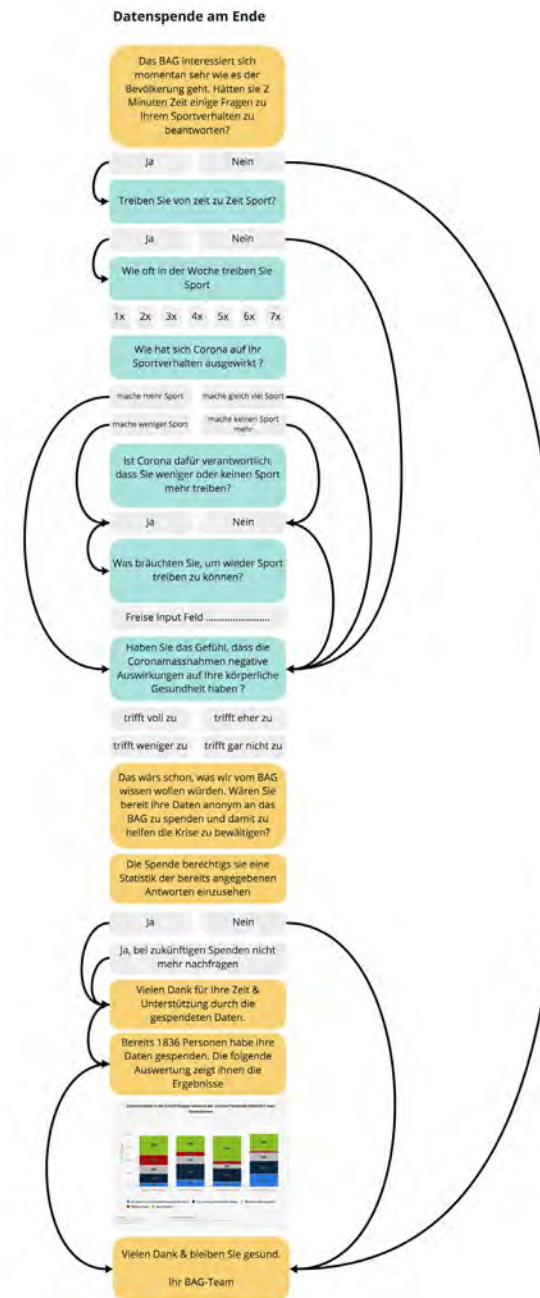 Datenspende am Ende
Das BAG interessiert sich
momentan sehr wie es der
Bevölkerung geht. Hätten sie 2
Minuten Zeit einige Fragen zu
Ihrem Sportverhalten zu
beantworten?
Ja Nein
Treiben Sie von zeit zu Zeit Sport?
Ja Nein
Wie oft in der Woche treiben Sie
Sport
1x 2x 3x 4x 5x 6x 7x
Wie hat sich Corona auf Ihr
Sportverhalten ausgewirkt ?
mache mehr Sport mache gleich viel Sport
mache weniger Sport mache keinen Sport
mehr
Ist Corona dafür verantwortlich,
dass Sie weniger oder keinen Sport
mehr treiben?
Ja Nein
Was bräuchten Sie, um wieder Sport
treiben zu können?
Freise Input Feld ........................
Haben Sie das Gefühl, dass die
Coronamassnahmen negative
Auswirkungen auf Ihre körperliche
Gesundheit haben ?
trifft voll zu trifft eher zu
trifft weniger zu trifft gar nicht zu
Das wärs schon, was wir vom BAG
wissen wollen würden. Wären Sie
bereit Ihre Daten anonym an das
BAG zu spenden und damit zu
helfen die Krise zu bewältigen?
Die Spende berechtigs sie eine
Statistik der bereits angegebenen
Antworten einzusehen
Ja Nein
Ja, bei zukünftigen Spenden nicht
mehr nachfragen
Vielen Dank für Ihre Zeit &
Unterstützung durch die
gespendeten Daten.
Bereits 1836 Personen habe ihre
Daten gespenden. Die folgende
Auswertung zeigt ihnen die
Ergebnisse
Vielen Dank & bleiben Sie gesund.
Ihr BAG-Team